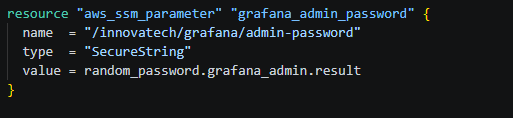 resource "aws_ssm_parameter" "grafana_admin_password" {
  name  = "/innovatech/grafana/admin-password"
  type  = "SecureString"
  value = random_password.grafana_admin.result
}